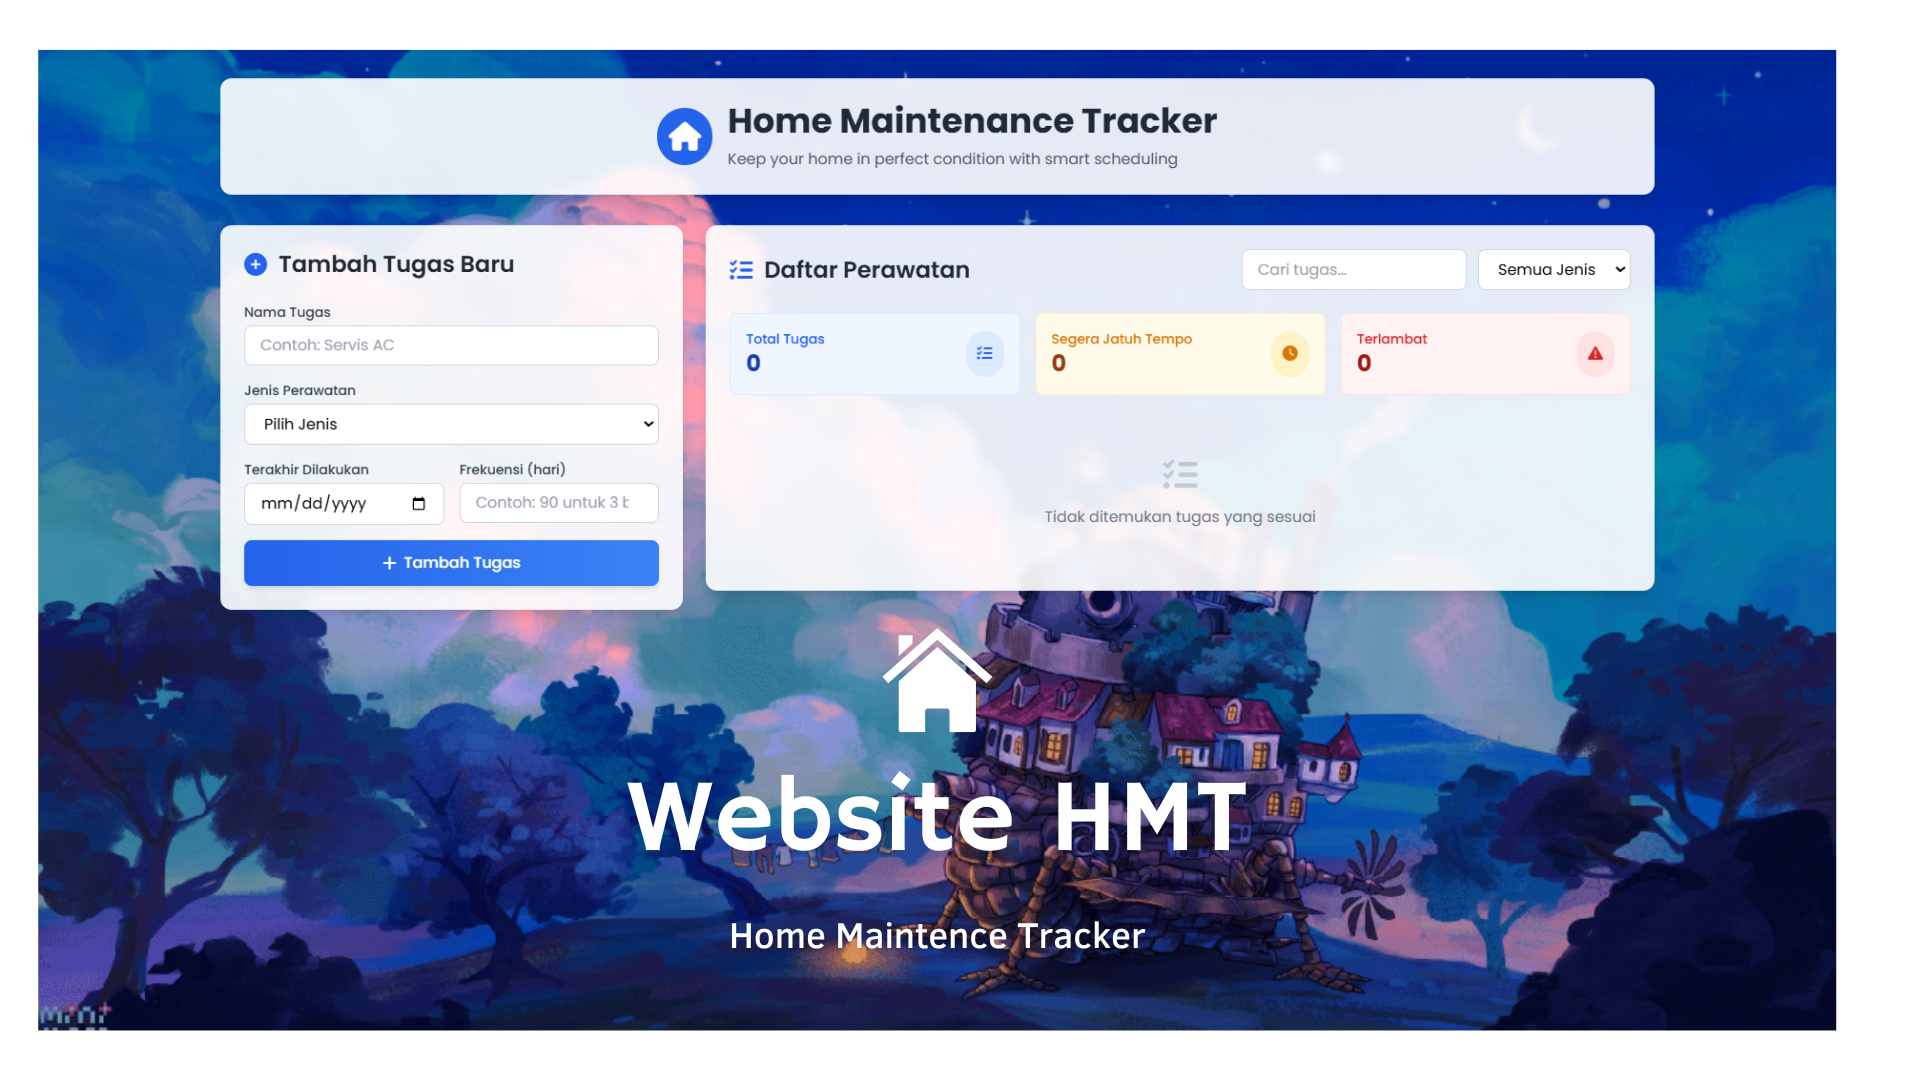 Home Maintenance Tracker
Keep your home in perfect condition with smart scheduling
Tambah Tugas Baru
Nama Tugas
Contoh: Servis AC
Jenis Perawatan
Pilih Jenis
Terakhir Dilakukan
Frekuensi (hari)
mm/dd/yyyy
Contoh: 90 untuk 3 b
Tambah Tugas
Daftar Perawatan
Cari tugas...
Semua Jenis
Total Tugas
0
Segera Jatuh Tempo
0
Terlambat
0
Tidak ditemukan tugas yang sesuai
Website HMT
Home Maintence Tracker